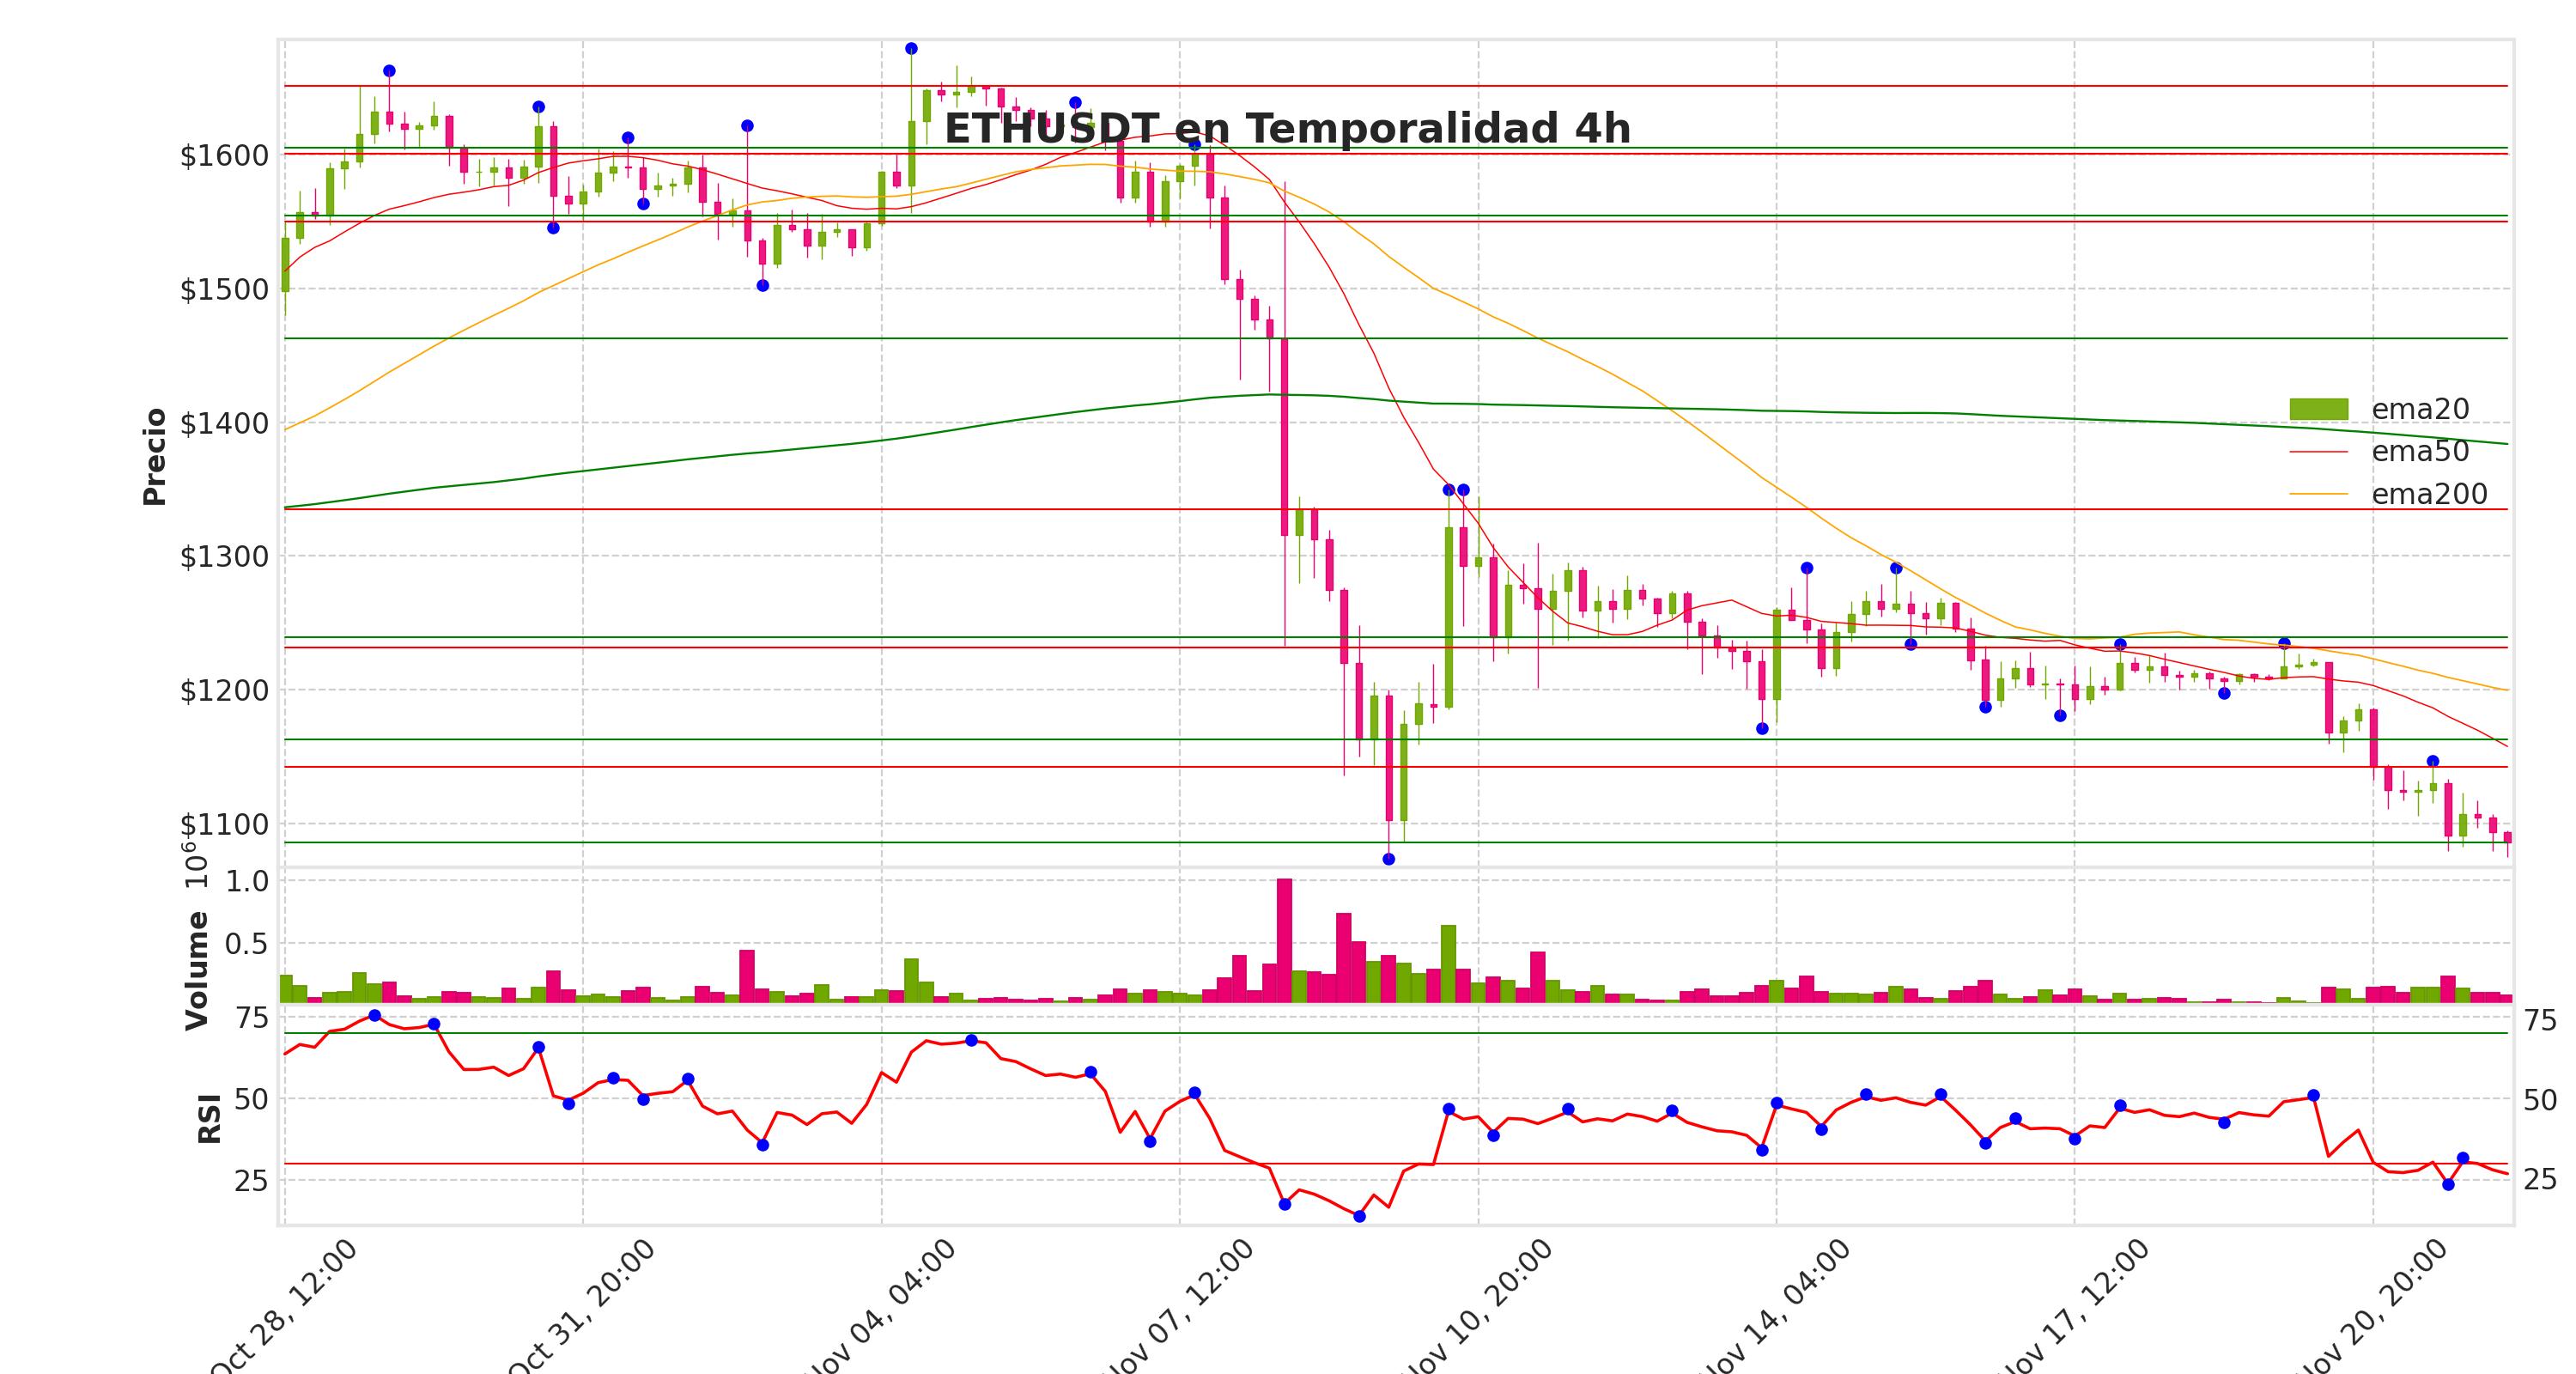 ETHUSDT en Temporalidad 4h
Precio
$1600
$1500
$1400
$1300
$1200
$1100
ema20
ema50
ema200
Volume 10⁶
1.0
0.5
RSI
75
50
25
75
50
25
Oct 28, 12:00
Oct 31, 20:00
Nov 04, 04:00
Nov 07, 12:00
Nov 10, 20:00
Nov 14, 04:00
Nov 17, 12:00
Nov 20, 20:00